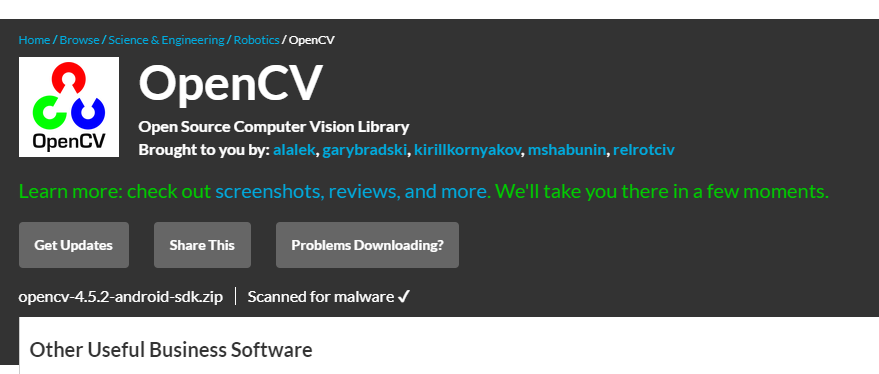 Home / Browse / Science & Engineering / Robotics / OpenCV
OpenCV
OpenCV
Open Source Computer Vision Library
Brought to you by: alalek, garybradski, kirillkornyakov, mshabunin, relrotciv
Learn more: check out screenshots, reviews, and more. We'll take you there in a few moments.
Get Updates Share This Problems Downloading?
opencv-4.5.2-android-sdk.zip Scanned for malware ✓
Other Useful Business Software